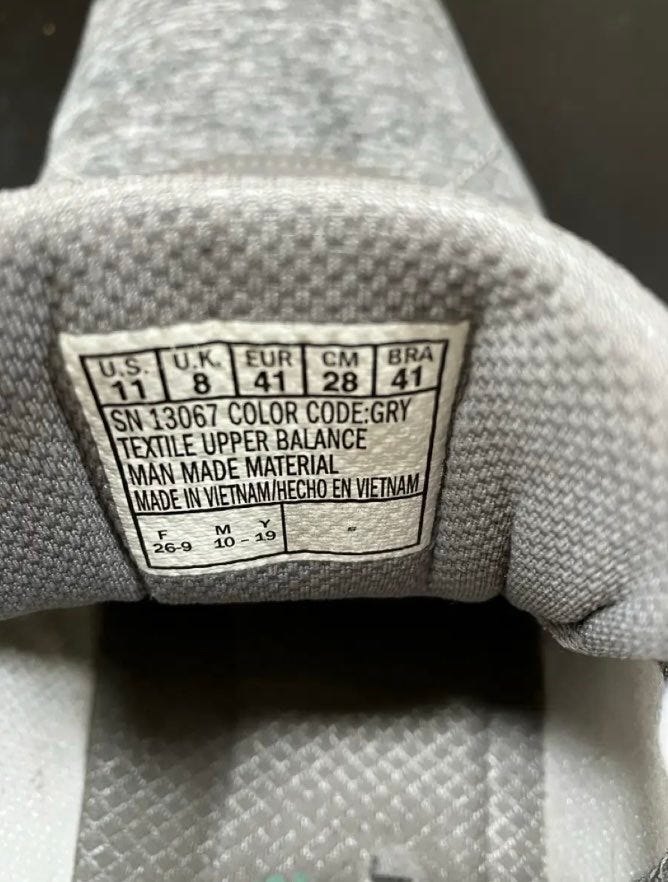 U.S. U.K. EUR CM BRA
11 8 41 28 41
SN 13067 COLOR CODE:GRY
TEXTILE UPPER BALANCE
MAN MADE MATERIAL
MADE IN VIETNAM/HECHO EN VIETNAM
F M Y
26-9 10-19